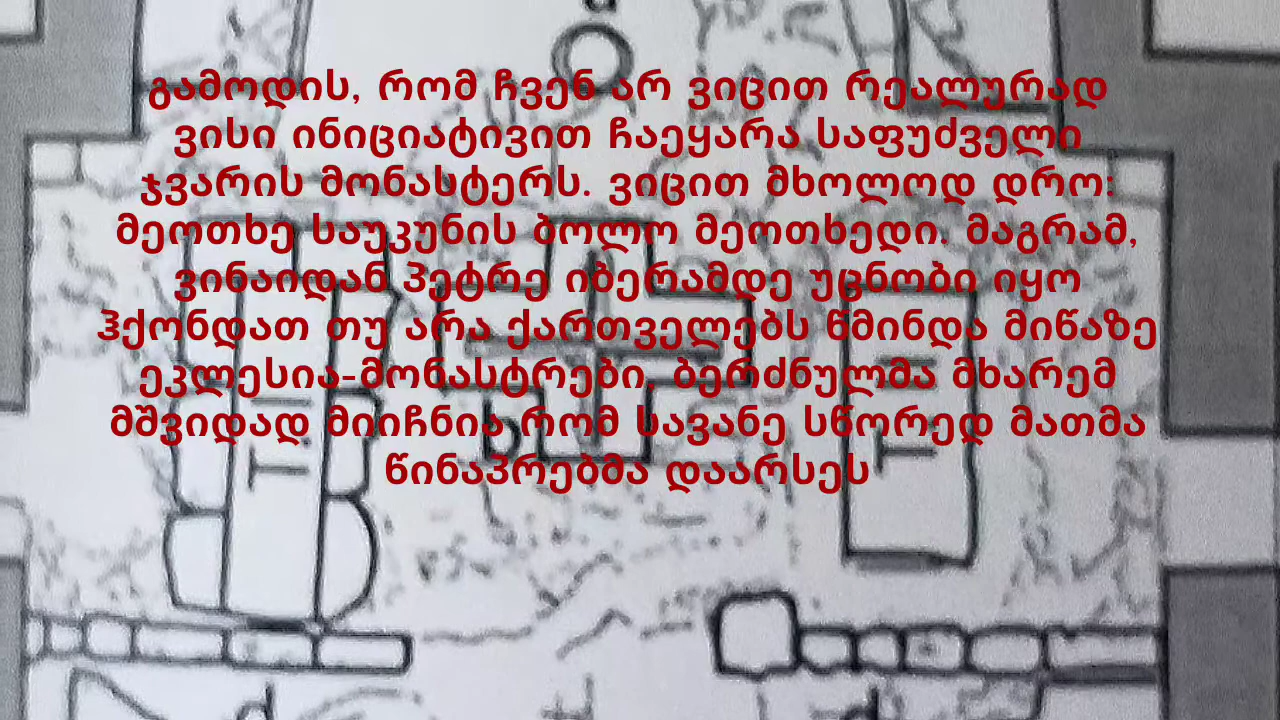 გამოდის, რომ ჩვენ არ ვიცით რეალურად
ვისი ინიციატივით ჩაეყარა საფუძველი
ჯვარის მონასტერს. ვიცით მხოლოდ დრო:
მეოთხე საუკუნის ბოლო მეოთხედი. მაგრამ,
ვინაიდან პეტრე იბერამდე უცნობი იყო
ჰქონდათ თუ არა ქართველებს წმინდა მიწაზე
ეკლესია-მონასტრები, ბერძნულმა მხარემ
მშვიდად მიიჩნია რომ სავანე სწორედ მათმა
წინაპრებმა დაარსეს
T.II
T.III